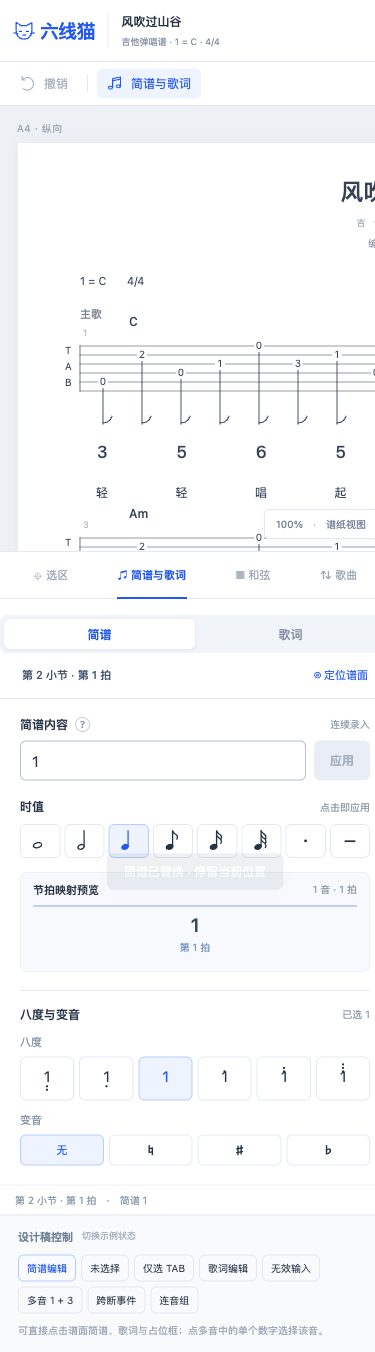 六线猫
风吹过山谷
吉他弹唱谱 · 1 = C · 4/4
撤销
简谱与歌词
A4 · 纵向
风吹
吉 ·
编
1 = C 4/4
主歌
C
1
T
A
B
0 2 0 1 0 3 1 0
3 5 6 5
轻 轻 唱 起
Am
3
100% · 谱纸视图
T
2 0 1
选区
简谱与歌词
和弦
歌曲
简谱
歌词
第 2 小节 · 第 1 拍
定位谱面
简谱内容 ?
连续录入
1
应用
时值
点击即应用
· –
简谱已替换 · 停留当前位置
节拍映射预览
1 音 · 1 拍
1
第 1 拍
八度与变音
已选 1
八度
1 1 1 1 1 1
变音
无 ♮ ♯ ♭
第 2 小节 · 第 1 拍 · 简谱 1
设计稿控制 切换示例状态
简谱编辑 未选择 仅选 TAB 歌词编辑 无效输入
多音 1 + 3 跨断事件 连音组
可直接点击谱面简谱、歌词与占位框；点多音中的单个数字选择该音。